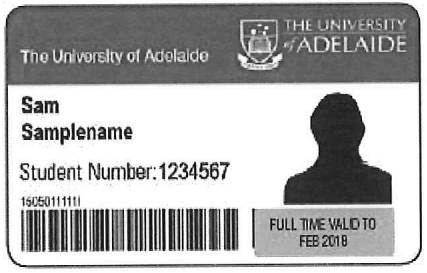 The University of Adelaide
THE UNIVERSITY
of ADELAIDE
Sam
Samplename
Student Number:1234567
FULL TIME VALID TO
FEB 2018